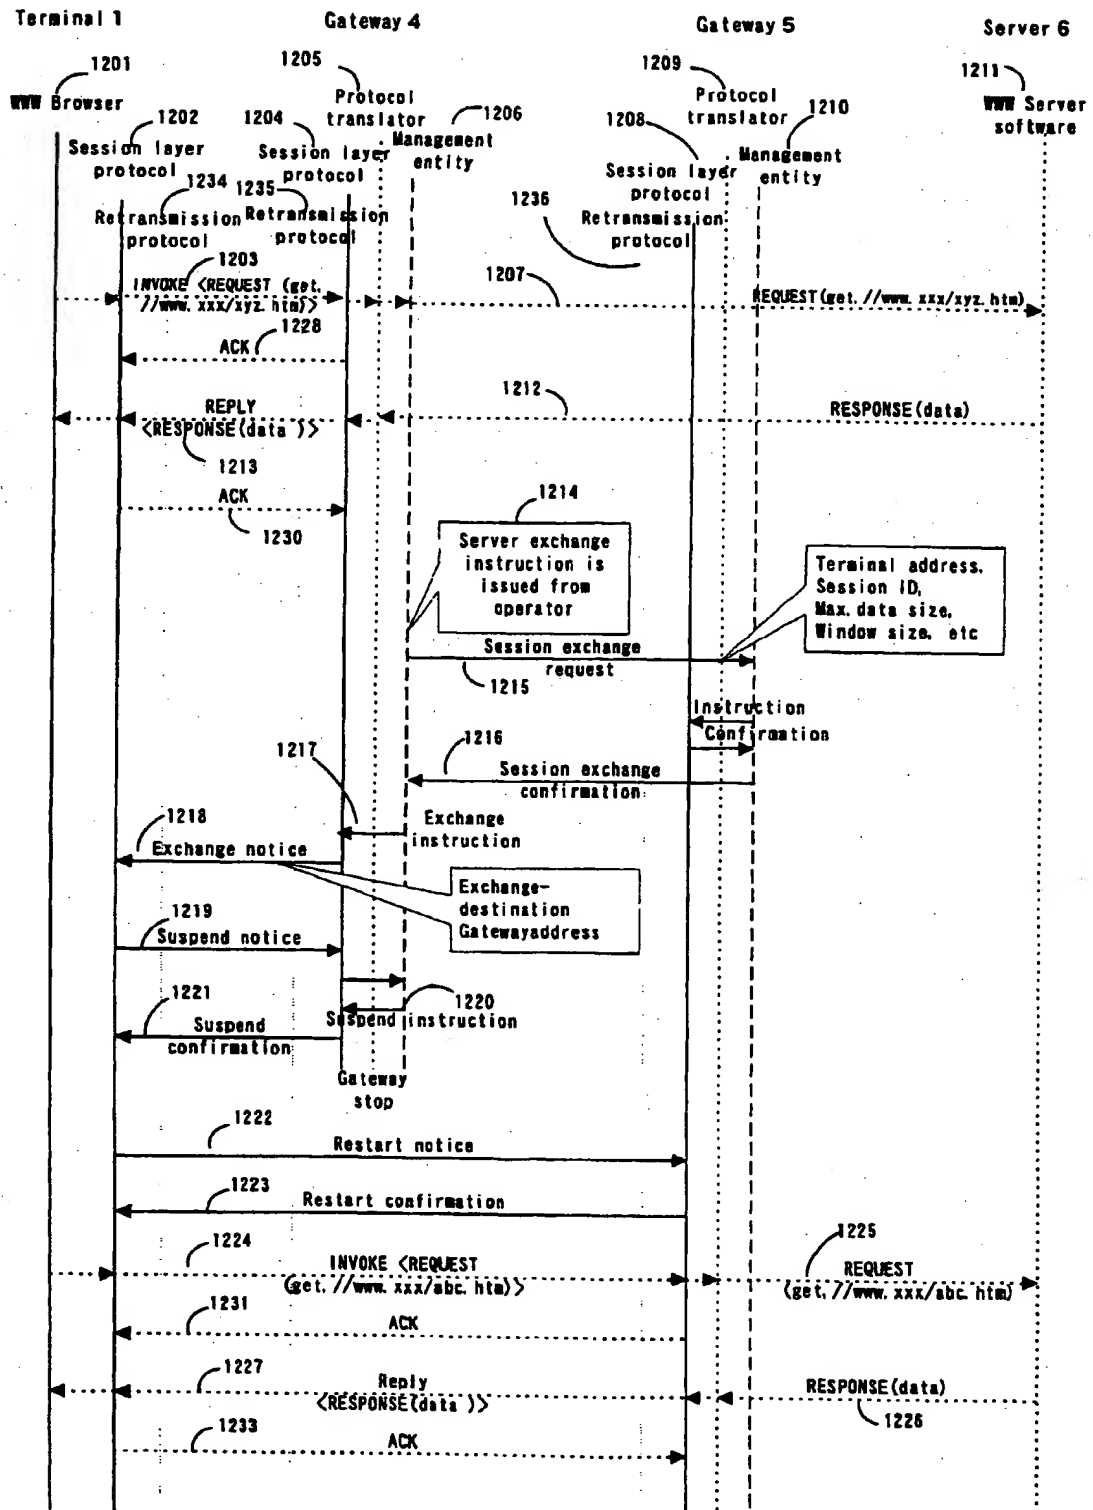 Terminal 1
Gateway 4
Gateway 5
Server 6
1201
1205
1209
1211
WWW Browser
Protocol
translator
Protocol
translator
WWW Server
software
1202
1204
1206
1208
1210
Session layer
protocol
Session layer
protocol
Management
entity
Session layer
protocol
Management
entity
1234
1235
1236
Retransmission
protocol
Retransmission
protocol
Retransmission
protocol
1203
INVOKE <REQUEST (get.
//www.xxx/xyz.htm)>
1207
REQUEST(get.//www.xxx/xyz.htm)
1228
ACK
1212
REPLY
<RESPONSE(data )>
RESPONSE(data)
1213
ACK
1230
1214
Server exchange
instruction is
issued from
operator
Terminal address.
Session ID,
Max.data size,
Window size. etc
Session exchange
request
1215
Instruction
Confirmation
1216
1217
Session exchange
confirmation
Exchange
instruction
1218
Exchange notice
Exchange-
destination
Gatewayaddress
1219
Suspend notice
1220
Suspend instruction
1221
Suspend
confirmation
Gateway
stop
1222
Restart notice
1223
Restart confirmation
1224
INVOKE <REQUEST
(get.//www.xxx/abc.htm)>
1225
REQUEST
(get.//www.xxx/abc.htm)
1231
ACK
1227
Reply
<RESPONSE(data )>
RESPONSE(data)
1226
1233
ACK